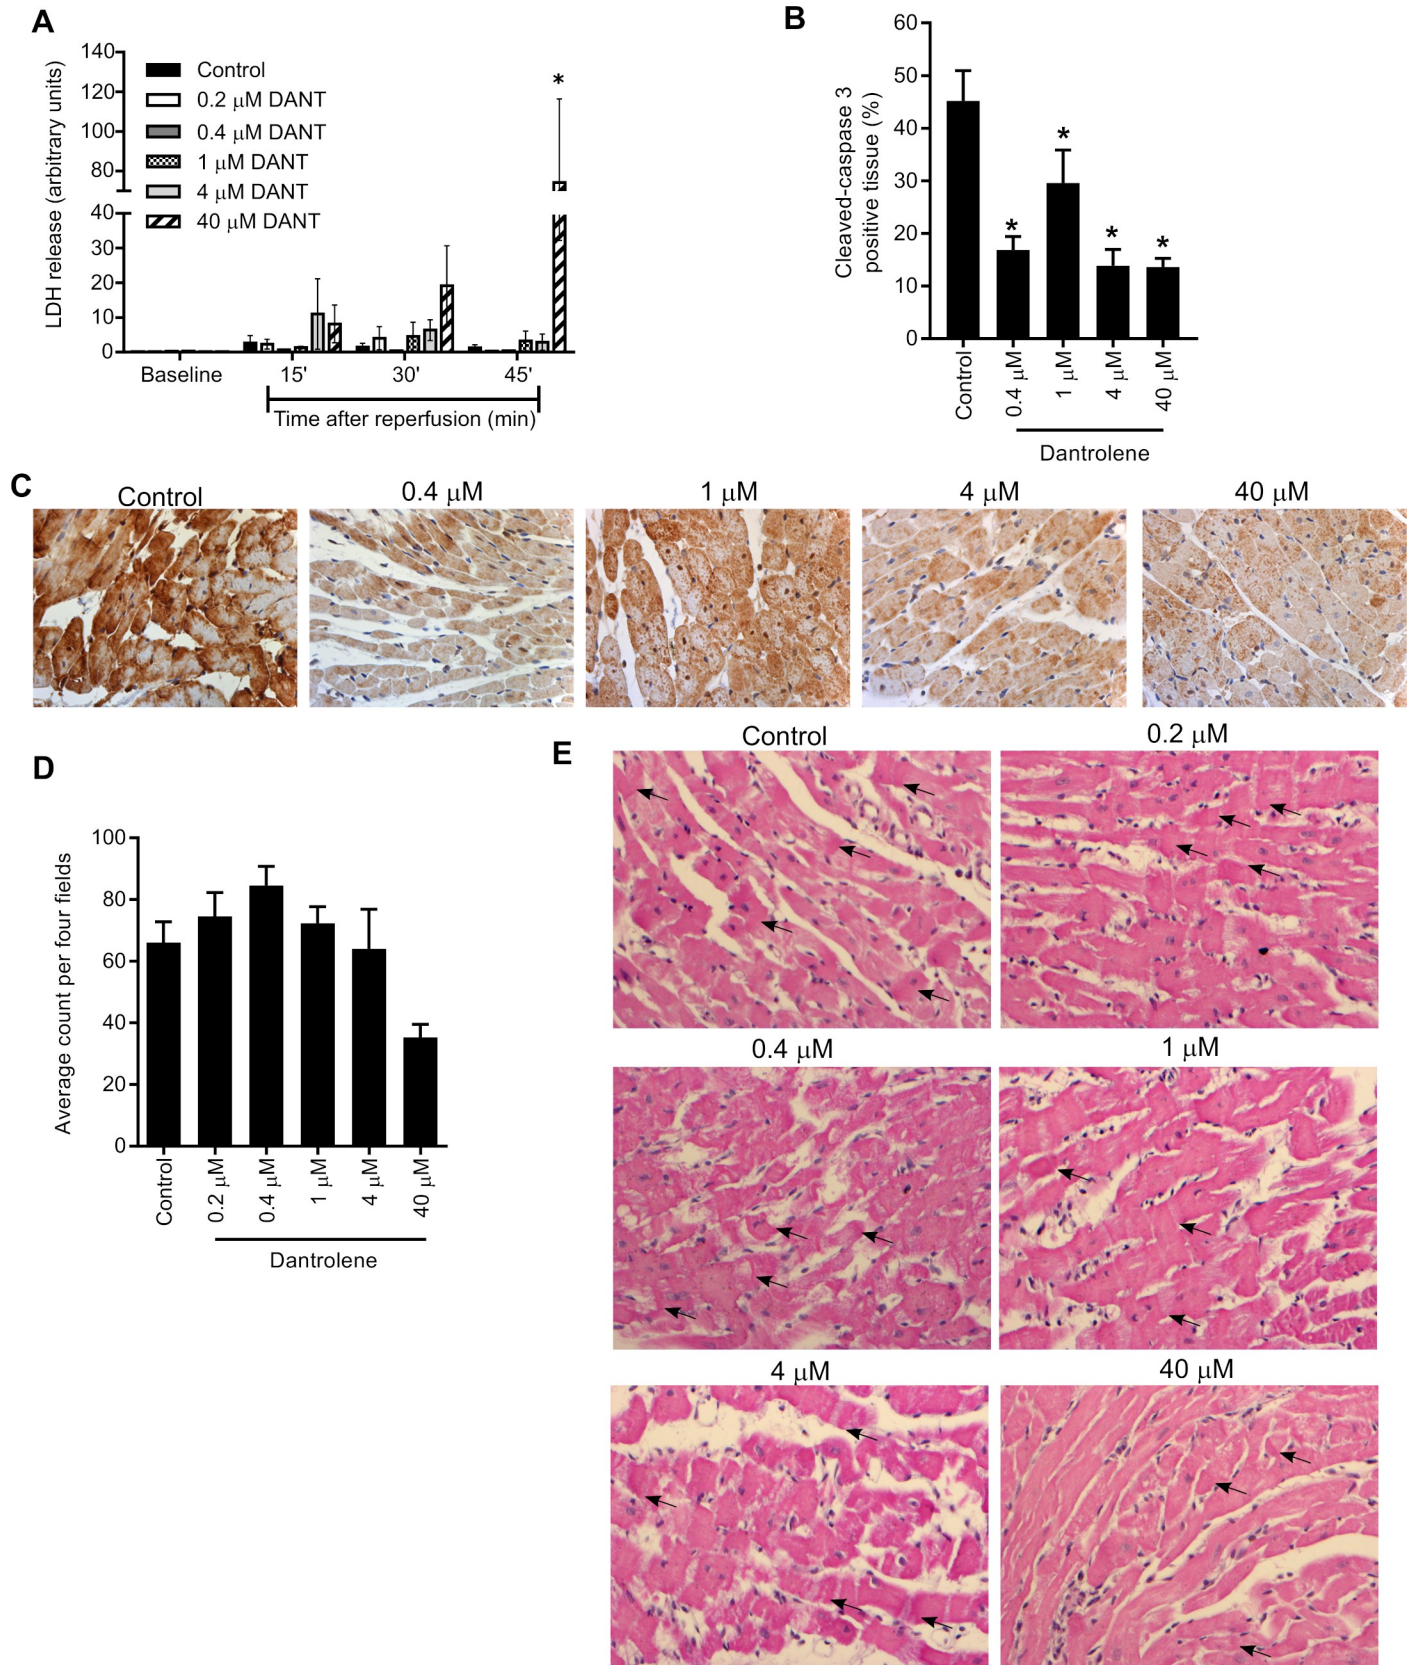 A
LDH release (arbitrary units)
140
120
100
80
40
30
20
10
0
Control
0.2 μM DANT
0.4 μM DANT
1 μM DANT
4 μM DANT
40 μM DANT
*
Baseline
15'
30'
45'
Time after reperfusion (min)
B
Cleaved-caspase 3
positive tissue (%)
60
50
40
30
20
10
0
*
*
*
*
Control
0.4 μM
1 μM
4 μM
40 μM
Dantrolene
C
Control
0.4 μM
1 μM
4 μM
40 μM
D
Average count per four fields
100
80
60
40
20
0
Control
0.2 μM
0.4 μM
1 μM
4 μM
40 μM
Dantrolene
E
Control
0.2 μM
0.4 μM
1 μM
4 μM
40 μM